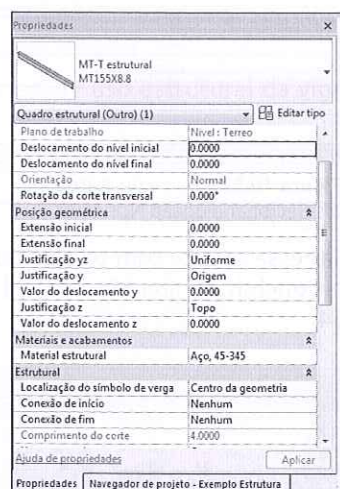 Propriedades
MT-T estrutural
MT155X8.8
Quadro estrutural (Outro) (1) Editar tipo
Plano de trabalho Nível : Terreo
Deslocamento do nível inicial 0.0000
Deslocamento do nível final 0.0000
Orientação Normal
Rotação da corte transversal 0.000°
Posição geométrica
Extensão inicial 0.0000
Extensão final 0.0000
Justificação yz Uniforme
Justificação y Origem
Valor do deslocamento y 0.0000
Justificação z Topo
Valor do deslocamento z 0.0000
Materiais e acabamentos
Material estrutural Aço, 45-345
Estrutural
Localização do símbolo de verga Centro da geometria
Conexão de início Nenhum
Conexão de fim Nenhum
Comprimento do corte 4.0000
Ajuda de propriedades Aplicar
Propriedades Navegador de projeto - Exemplo Estrutura